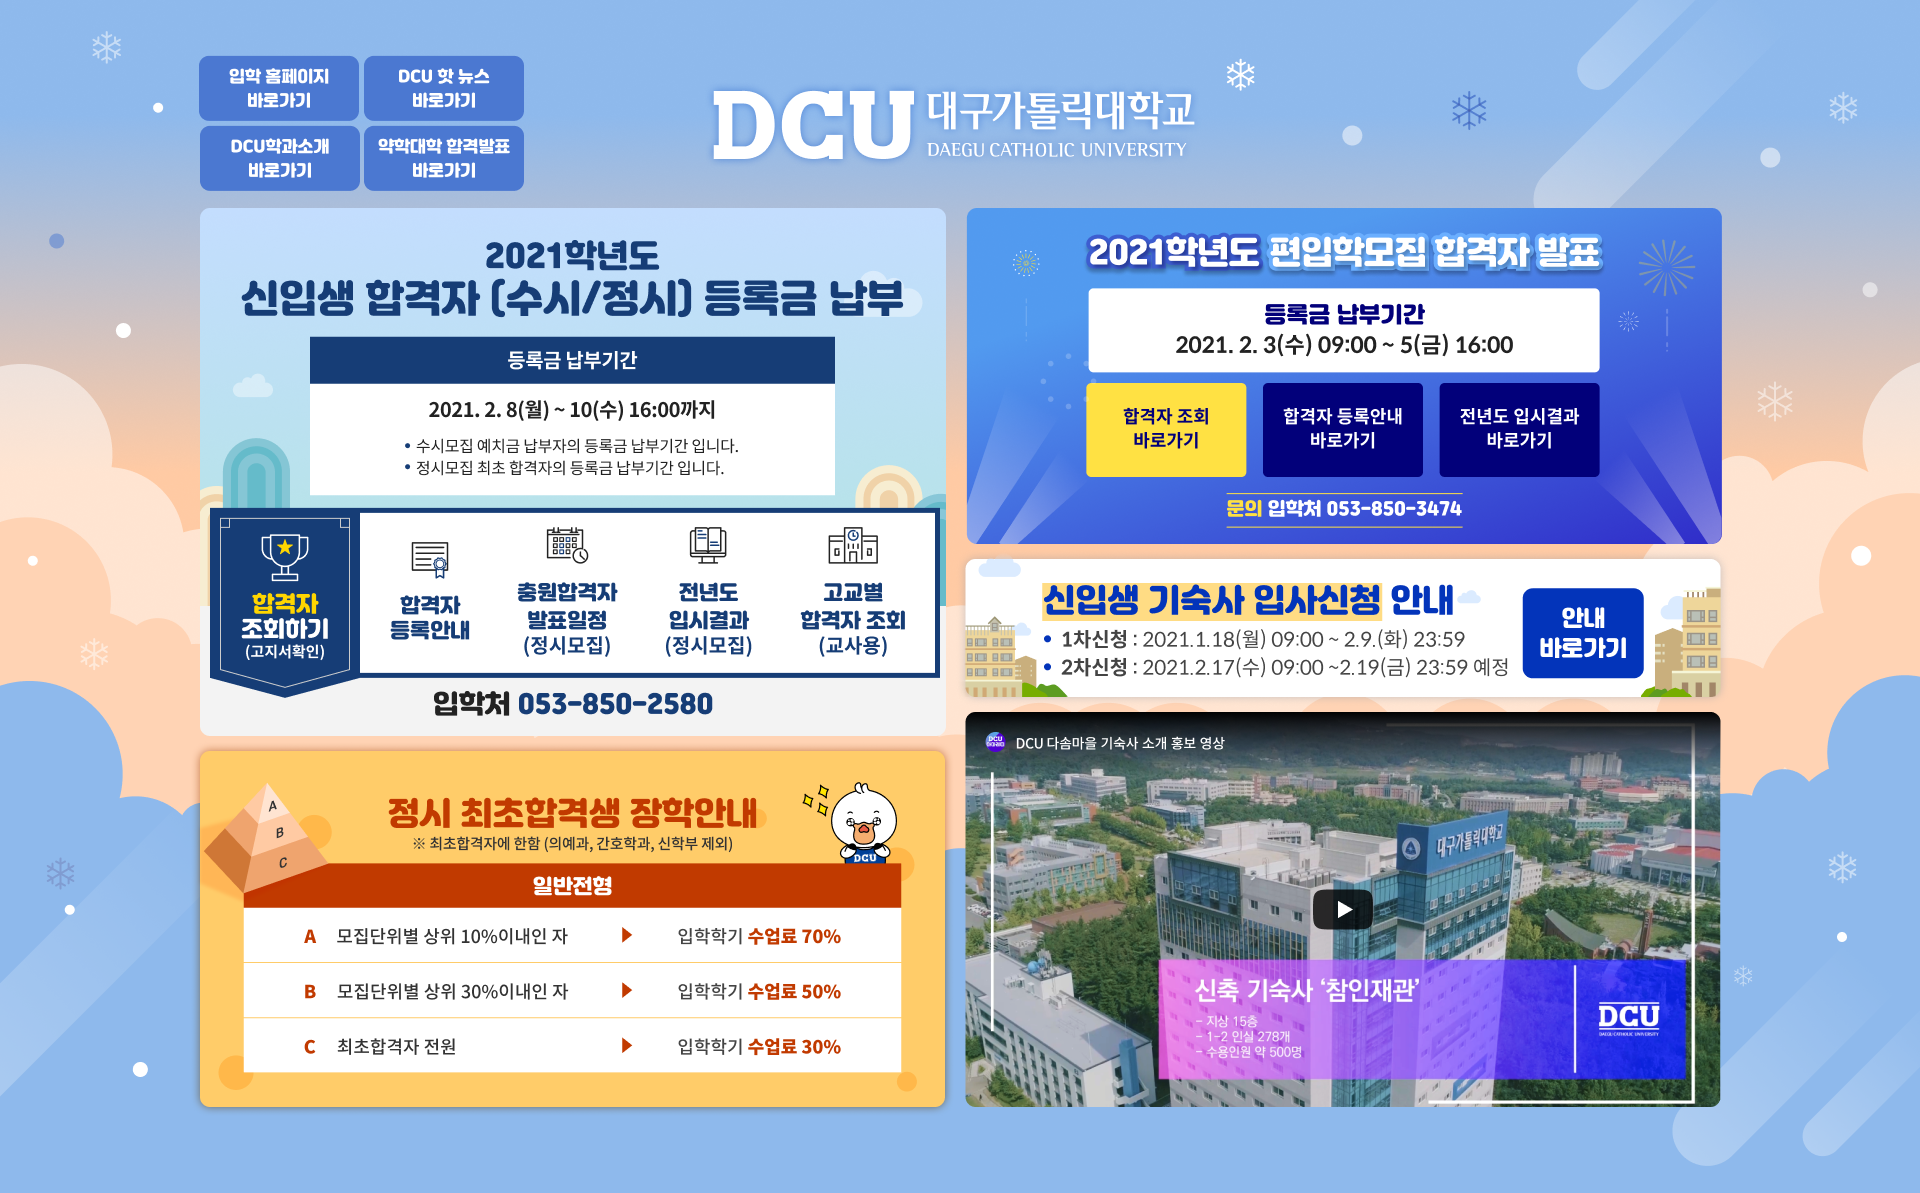 입학 홈페이지
바로가기
DCU 핫 뉴스
바로가기
DCU학과소개
바로가기
약학대학 합격발표
바로가기
DCU 대구가톨릭대학교
DAEGU CATHOLIC UNIVERSITY
2021학년도
신입생 합격자 (수시/정시) 등록금 납부
등록금 납부기간
2021. 2. 8(월) ~ 10(수) 16:00까지
• 수시모집 예치금 납부자의 등록금 납부기간 입니다.
• 정시모집 최초 합격자의 등록금 납부기간 입니다.
합격자
조회하기
(고지서확인)
합격자
등록안내
충원합격자
발표일정
(정시모집)
전년도
입시결과
(정시모집)
고교별
합격자 조회
(교사용)
입학처 053-850-2580
2021학년도 편입학모집 합격자 발표
등록금 납부기간
2021. 2. 3(수) 09:00 ~ 5(금) 16:00
합격자 조회
바로가기
합격자 등록안내
바로가기
전년도 입시결과
바로가기
문의 입학처 053-850-3474
신입생 기숙사 입사신청 안내
• 1차신청 : 2021.1.18(월) 09:00 ~ 2.9.(화) 23:59
• 2차신청 : 2021.2.17(수) 09:00 ~2.19(금) 23:59 예정
안내
바로가기
정시 최초합격생 장학안내
※ 최초합격자에 한함 (의예과, 간호학과, 신학부 제외)
A
B
C
DCU
일반전형
A 모집단위별 상위 10%이내인 자 ▶ 입학학기 수업료 70%
B 모집단위별 상위 30%이내인 자 ▶ 입학학기 수업료 50%
C 최초합격자 전원 ▶ 입학학기 수업료 30%
DCU
DCU 다솜마을 기숙사 소개 홍보 영상
대구가톨릭대학교
신축 기숙사 ‘참인재관’
- 지상 15층
- 1-2 인실 278개
- 수용인원 약 500명
DCU
DAEGU CATHOLIC UNIVERSITY